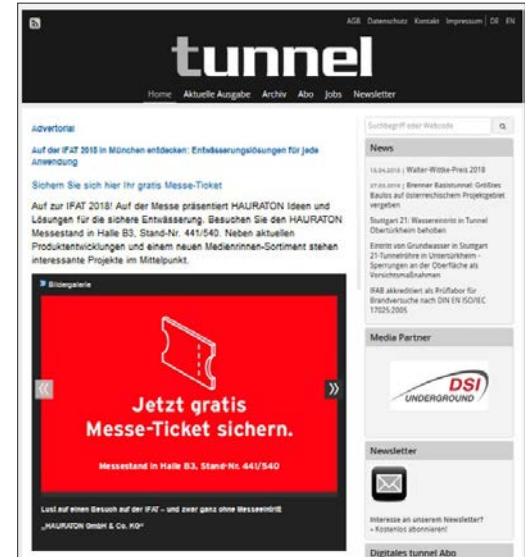 AGB Datenschutz Kontakt Impressum | DE EN
tunnel
Home Aktuelle Ausgabe Archiv Abo Jobs Newsletter
Advertorial
Auf der IFAT 2018 in München entdecken: Entwässerungslösungen für jede
Anwendung
Sichern Sie sich hier Ihr gratis Messe-Ticket
Auf zur IFAT 2018! Auf der Messe präsentiert HAURATON Ideen und
Lösungen für die sichere Entwässerung. Besuchen Sie den HAURATON
Messestand in Halle B3, Stand-Nr. 441/540. Neben aktuellen
Produktentwicklungen und einem neuen Medienrinnen-Sortiment stehen
interessante Projekte im Mittelpunkt.
Bildergalerie
Jetzt gratis
Messe-Ticket sichern.
Messestand in Halle B3, Stand-Nr. 441/540
Lust auf einen Besuch auf der IFAT – und zwar ganz ohne Messeeintritt
„HAURATON GmbH & Co. KG“
Suchbegriff oder Webcode
News
| Walter-Wittke-Preis 2018
| Brenner Basistunnel: Größtes
Baulos auf österreichischem Projektgebiet
vergeben
Stuttgart 21: Wassereintritt in Tunnel
Obertürkheim behoben
Eintritt von Grundwasser in Stuttgart
21-Tunnelröhre in Untertürkheim -
Sperrungen an der Oberfläche als
Vorsichtsmaßnahmen
IFAB akkreditiert als Prüflabor für
Brandversuche nach DIN EN ISO/IEC
17025:2005
Media Partner
DSI
UNDERGROUND
Newsletter
Interesse an unserem Newsletter?
» Kostenlos abonnieren!
Digitales tunnel Abo